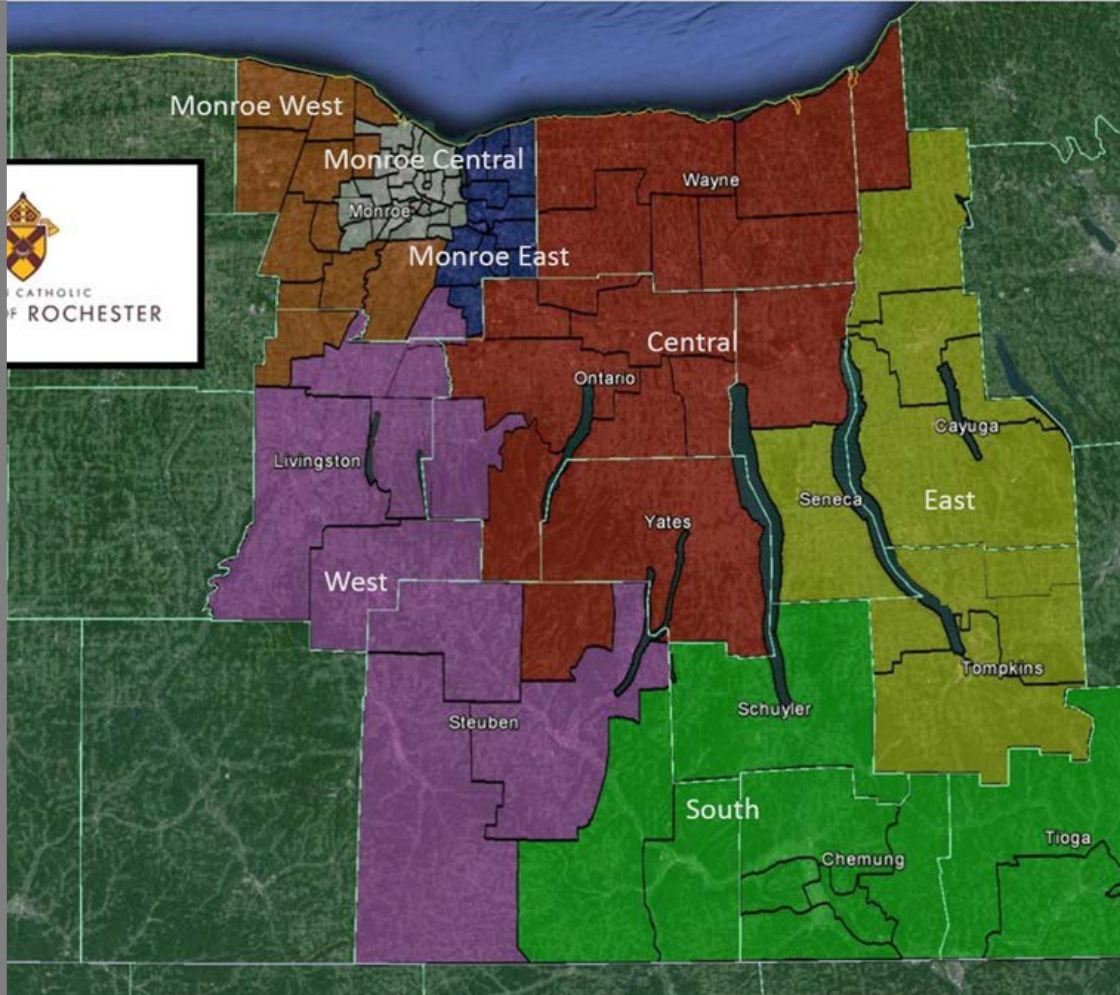 Monroe West
Monroe Central
Wayne
Monroe
Monroe East
CATHOLIC
OF ROCHESTER
Central
Ontario
Cayuga
Livingston
Seneca
East
Yates
West
Tompkins
Schuyler
Steuben
South
Tioga
Chemung